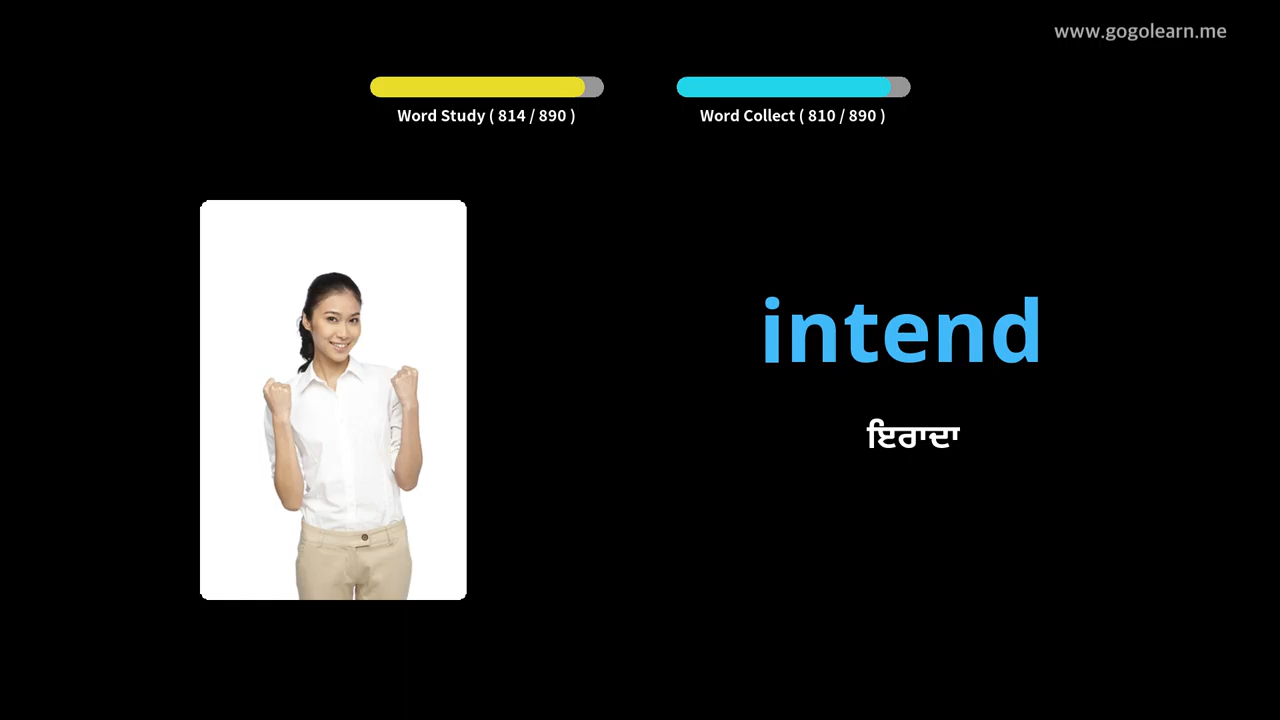 www.gogolearn.me
Word Study ( 814 / 890 )
Word Collect ( 810 / 890 )
intend
ਇਰਾਦਾ